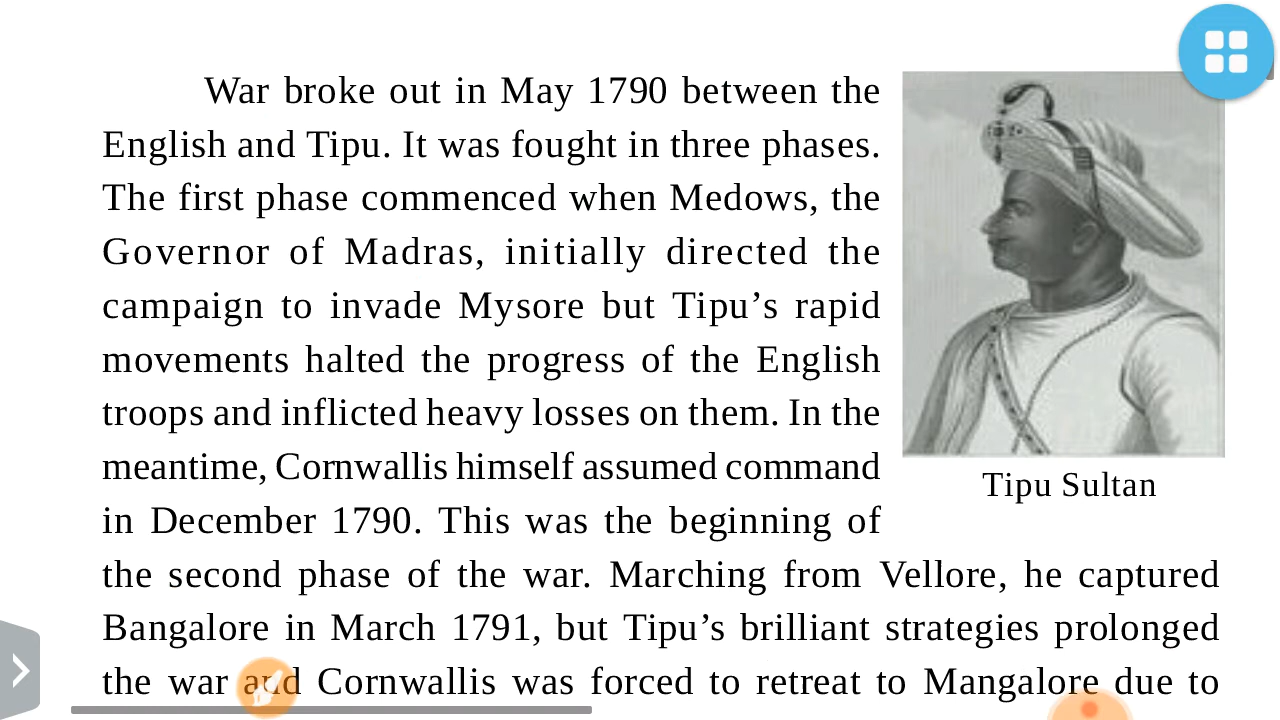 War broke out in May 1790 between the
English and Tipu. It was fought in three phases.
The first phase commenced when Medows, the
Governor of Madras, initially directed the
campaign to invade Mysore but Tipu’s rapid
movements halted the progress of the English
troops and inflicted heavy losses on them. In the
meantime, Cornwallis himself assumed command
in December 1790. This was the beginning of
the second phase of the war. Marching from Vellore, he captured
Bangalore in March 1791, but Tipu’s brilliant strategies prolonged
the war and Cornwallis was forced to retreat to Mangalore due to
Tipu Sultan